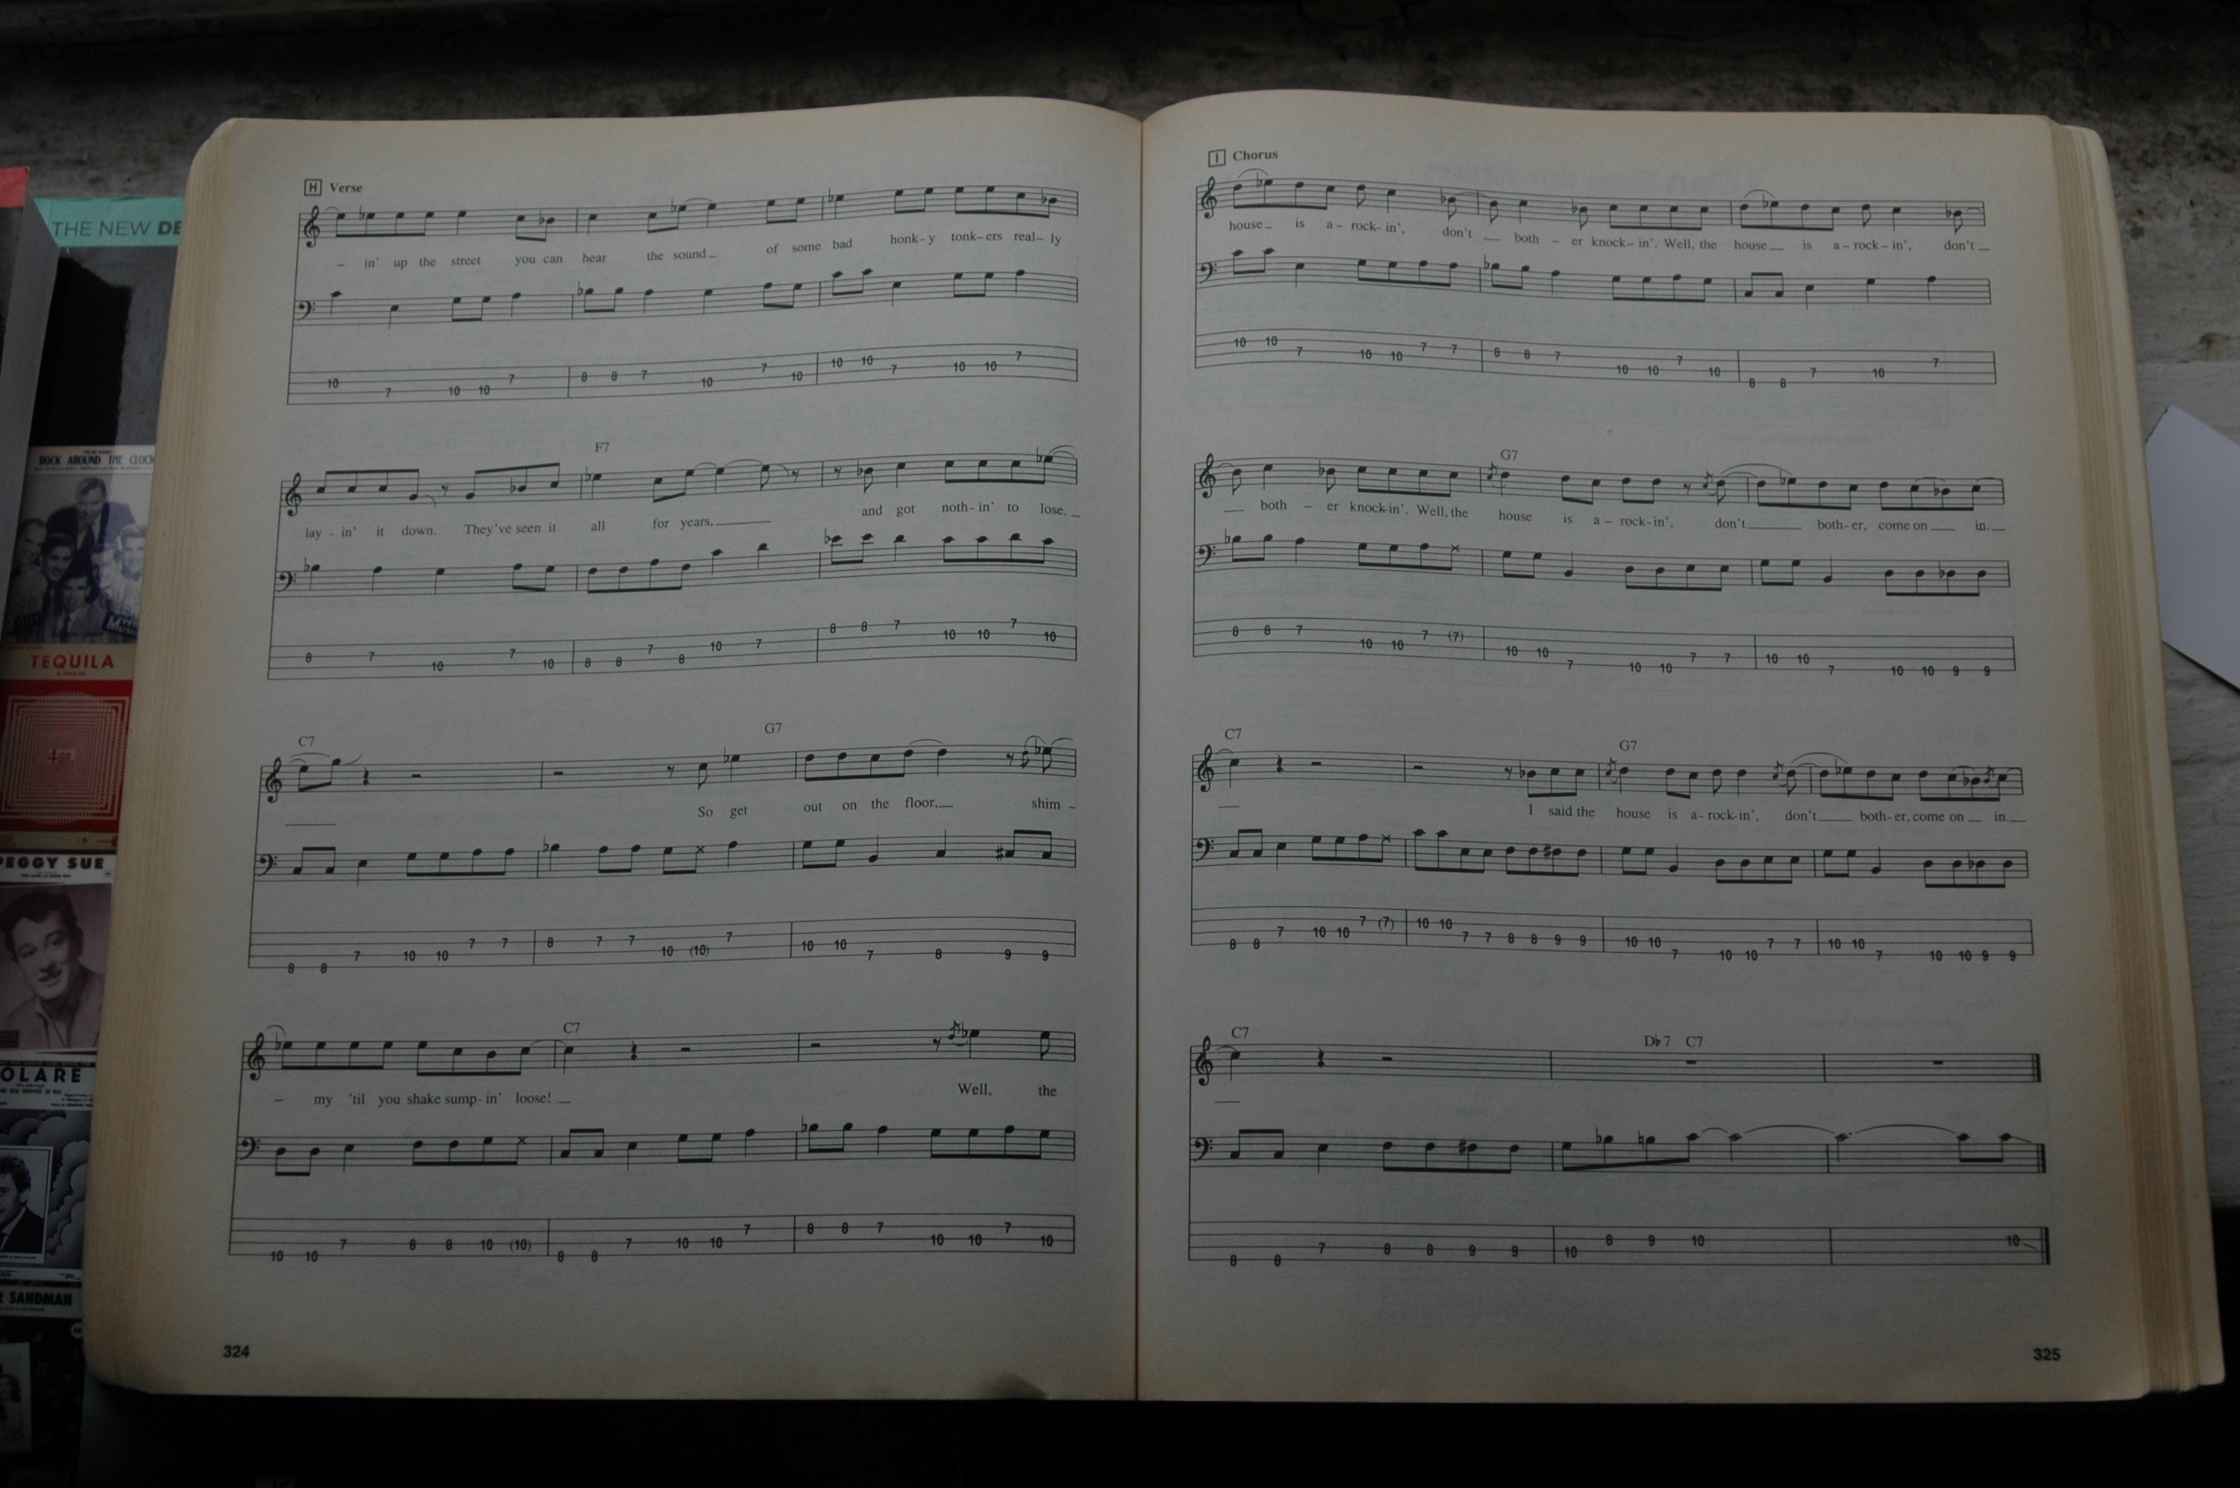 H Verse
- in' up the street you can hear the sound_ of some bad honk-y tonk-ers real-ly
10 7 10 10 7 8 8 7 10 7 10 10 10 7 10 10 7
F7
lay - in' it down. They've seen it all for years,____ and got noth-in' to lose._
8 7 10 7 10 8 8 7 8 10 7 8 8 7 10 10 7 10
C7 G7
So get out on the floor,_ shim -
8 8 7 10 10 7 7 8 7 7 10 (10) 7 10 10 7 8 9 9
C7
- my 'til you shake sump-in' loose!_ Well, the
10 10 7 8 8 10 (10) 8 8 7 10 10 7 8 8 7 10 10 7 10
324
I Chorus
house_ is a-rock-in', don't _ both - er knock-in'. Well, the house_ is a-rock-in', don't_
10 10 7 10 10 7 7 8 8 7 10 10 7 10 8 8 7 10 7
G7
_ both - er knock-in'. Well, the house is a-rock-in', don't____ both-er, come on__ in._
8 8 7 10 10 7 (7) 10 10 7 10 10 7 7 10 10 7 10 10 9 9
C7 G7
I said the house is a-rock-in', don't___ both-er, come on_ in._
8 8 7 10 10 7 (7) 10 10 7 7 8 8 9 9 10 10 7 10 10 7 7 10 10 7 10 10 9 9
C7 Db7 C7
8 8 7 8 8 9 9 10 8 9 10 10
325
THE NEW DE
ROCK AROUND THE CLOCK
TEQUILA
PEGGY SUE
OLARE
SANDMAN